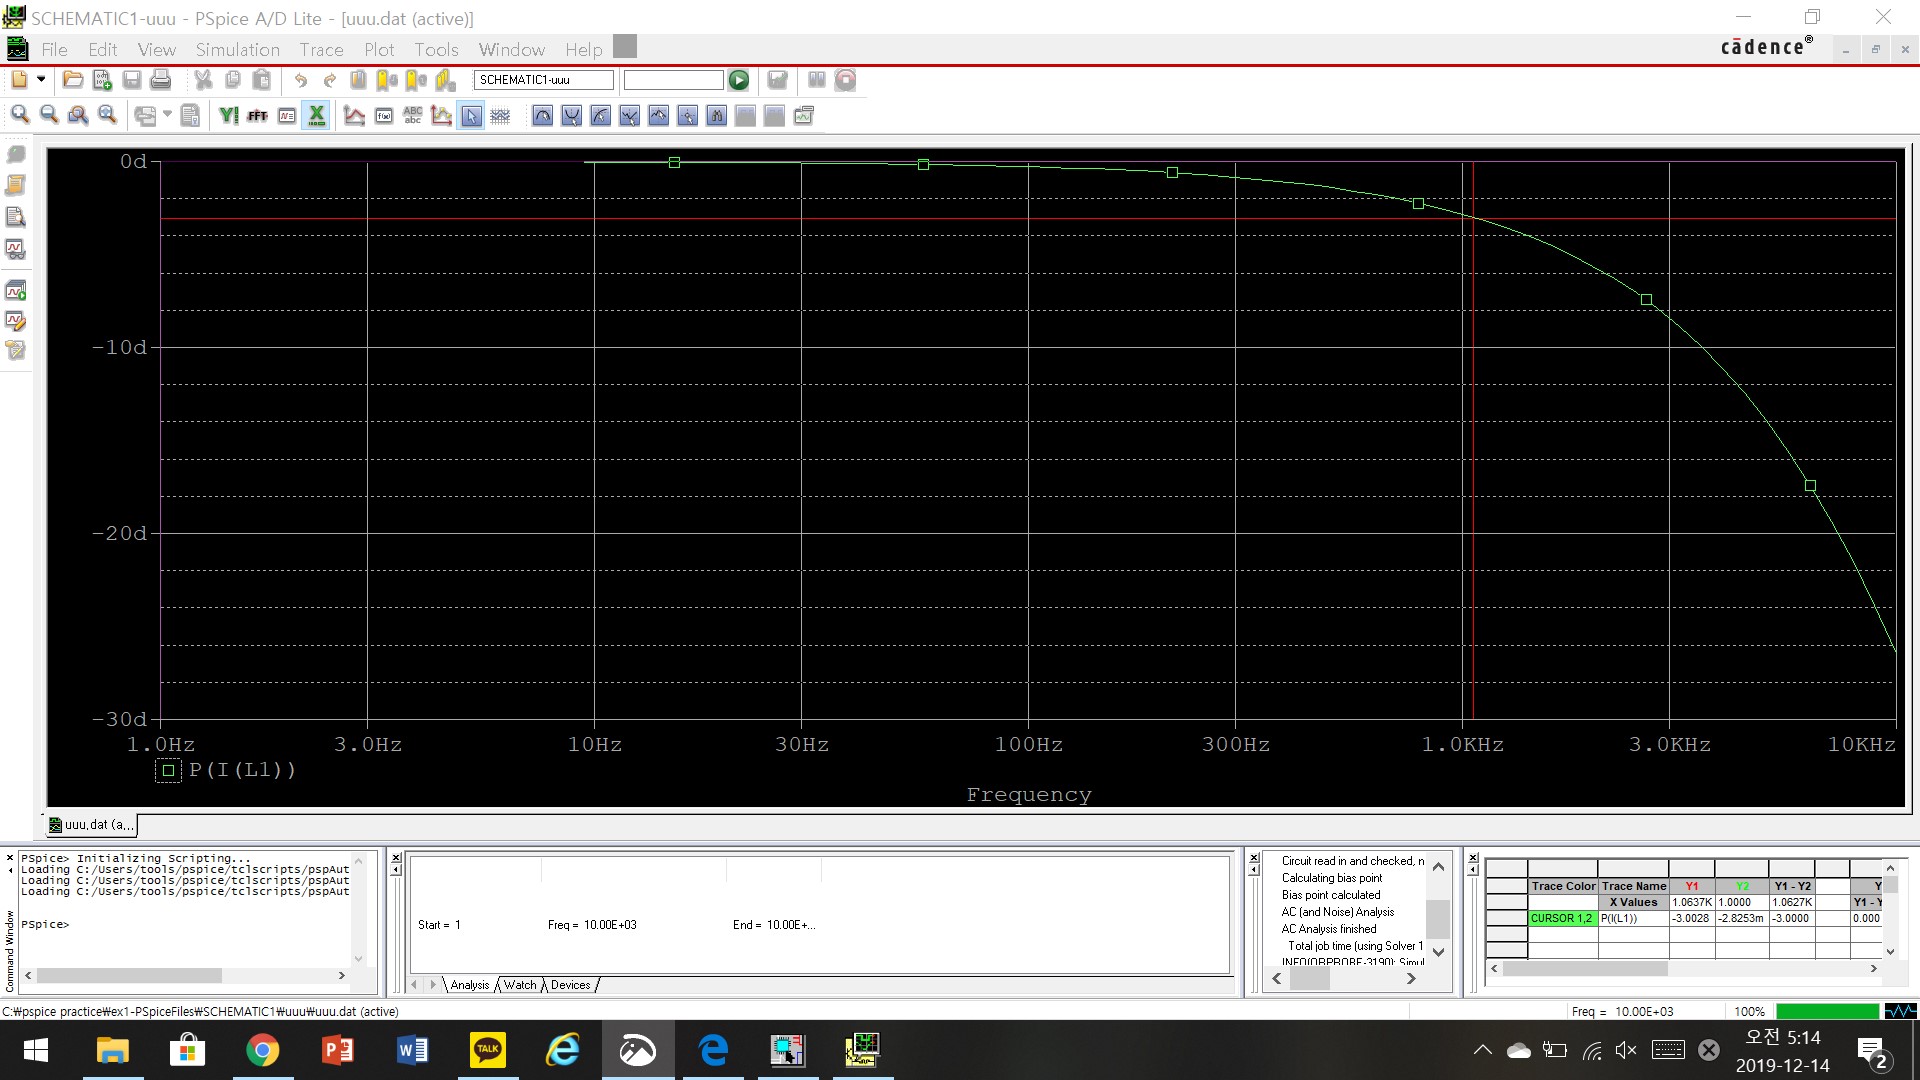 SCHEMATIC1-uuu - PSpice A/D Lite - [uuu.dat (active)]
File Edit View Simulation Trace Plot Tools Window Help
cādence®
SCHEMATIC1-uuu
Y! FFT
ABC
abc
0d
-10d
-20d
-30d
1.0Hz 3.0Hz 10Hz 30Hz 100Hz 300Hz 1.0KHz 3.0KHz 10KHz
P(I(L1))
Frequency
uuu.dat (a...
Command Window
PSpice> Initializing Scripting...
Loading C:/Users/tools/pspice/tclscripts/pspAut
Loading C:/Users/tools/pspice/tclscripts/pspAut
Loading C:/Users/tools/pspice/tclscripts/pspAut
PSpice>
Start = 1 Freq = 10.00E+03 End = 10.00E+...
Analysis Watch Devices
Circuit read in and checked, n
Calculating bias point
Bias point calculated
AC (and Noise) Analysis
AC Analysis finished
Total job time (using Solver 1
INFO(ORPROBE-3190): Simul
Trace Color Trace Name Y1 Y2 Y1 - Y2 Y
X Values 1.0637K 1.0000 1.0627K Y1 - Y
CURSOR 1,2 P(I(L1)) -3.0028 -2.8253m -3.0000 0.000
C:₩pspice practice₩ex1-PSpiceFiles₩SCHEMATIC1₩uuu₩uuu.dat (active)
Freq = 10.00E+03 100%
TALK
오전 5:14
2019-12-14
2